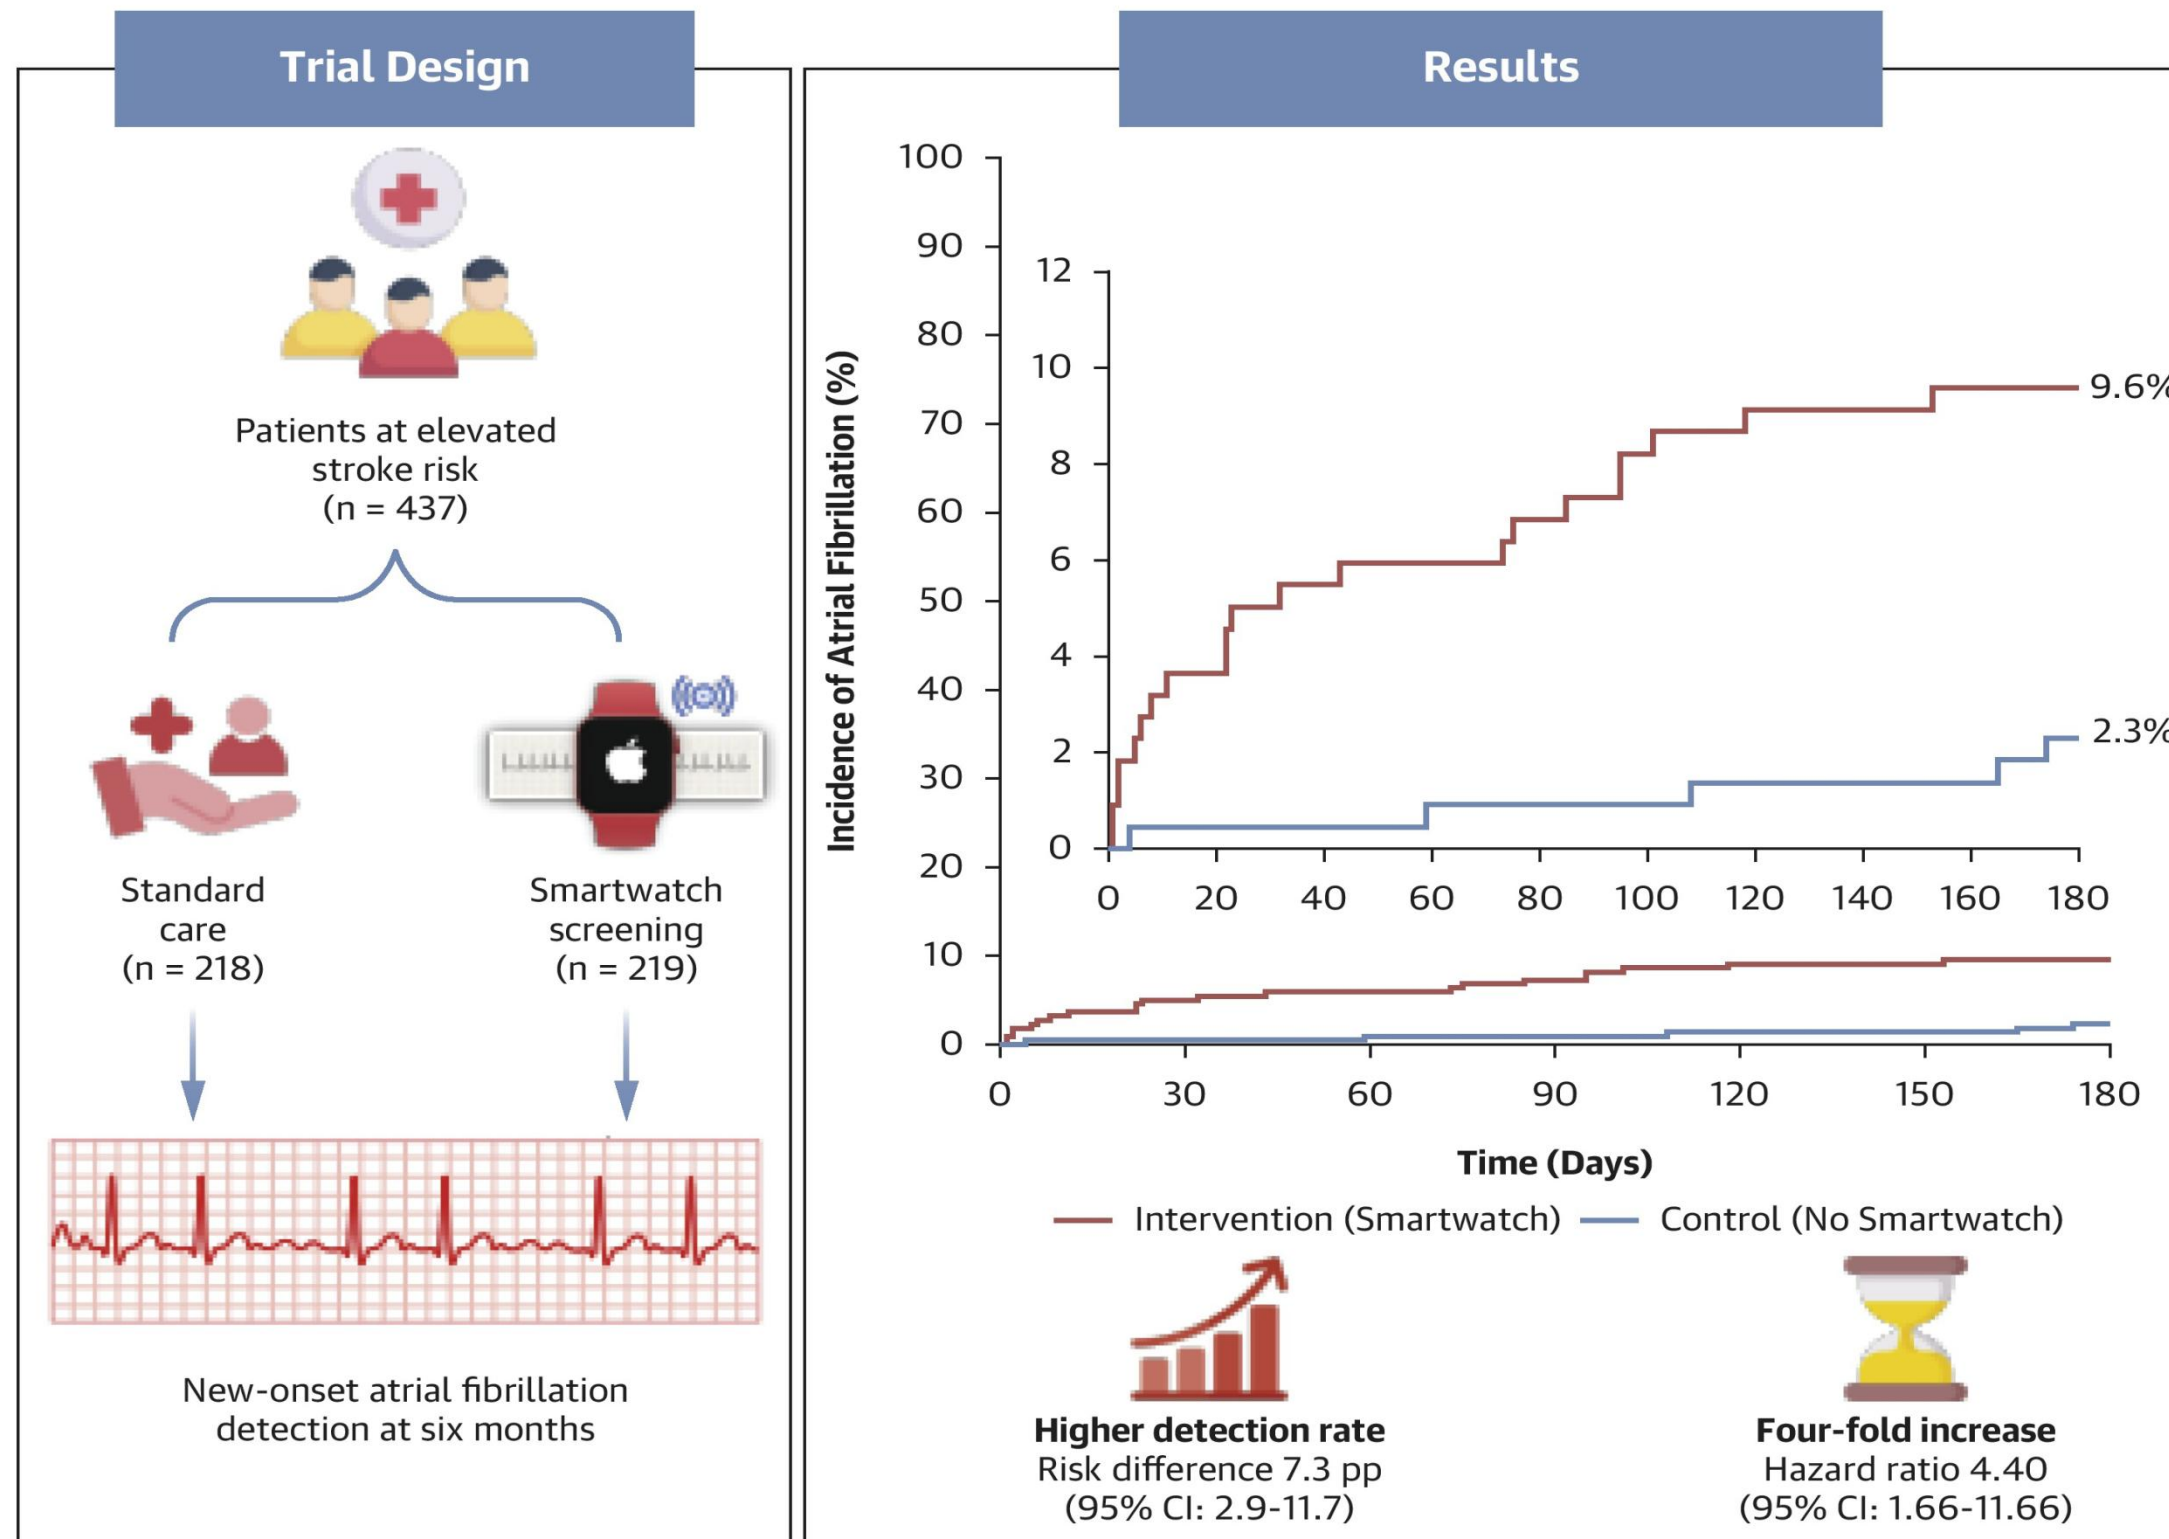 Trial Design
Patients at elevated
stroke risk
(n = 437)
Standard
care
(n = 218)
Smartwatch
screening
(n = 219)
New-onset atrial fibrillation
detection at six months
Results
Incidence of Atrial Fibrillation (%)
100
90
80
70
60
50
40
30
20
10
0
12
10
8
6
4
2
0
9.6%
2.3%
0 20 40 60 80 100 120 140 160 180
0 30 60 90 120 150 180
Time (Days)
Intervention (Smartwatch) Control (No Smartwatch)
Higher detection rate
Risk difference 7.3 pp
(95% CI: 2.9-11.7)
Four-fold increase
Hazard ratio 4.40
(95% CI: 1.66-11.66)